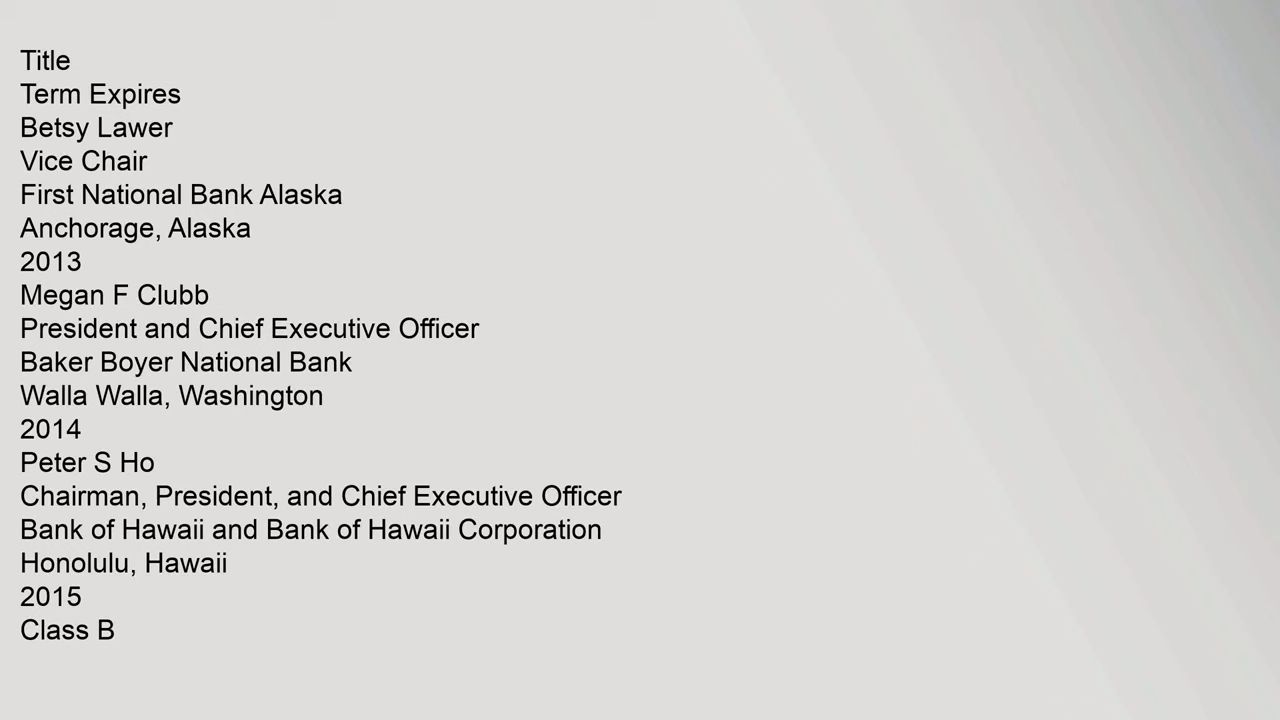 Title
Term Expires
Betsy Lawer
Vice Chair
First National Bank Alaska
Anchorage, Alaska
2013
Megan F Clubb
President and Chief Executive Officer
Baker Boyer National Bank
Walla Walla, Washington
2014
Peter S Ho
Chairman, President, and Chief Executive Officer
Bank of Hawaii and Bank of Hawaii Corporation
Honolulu, Hawaii
2015
Class B